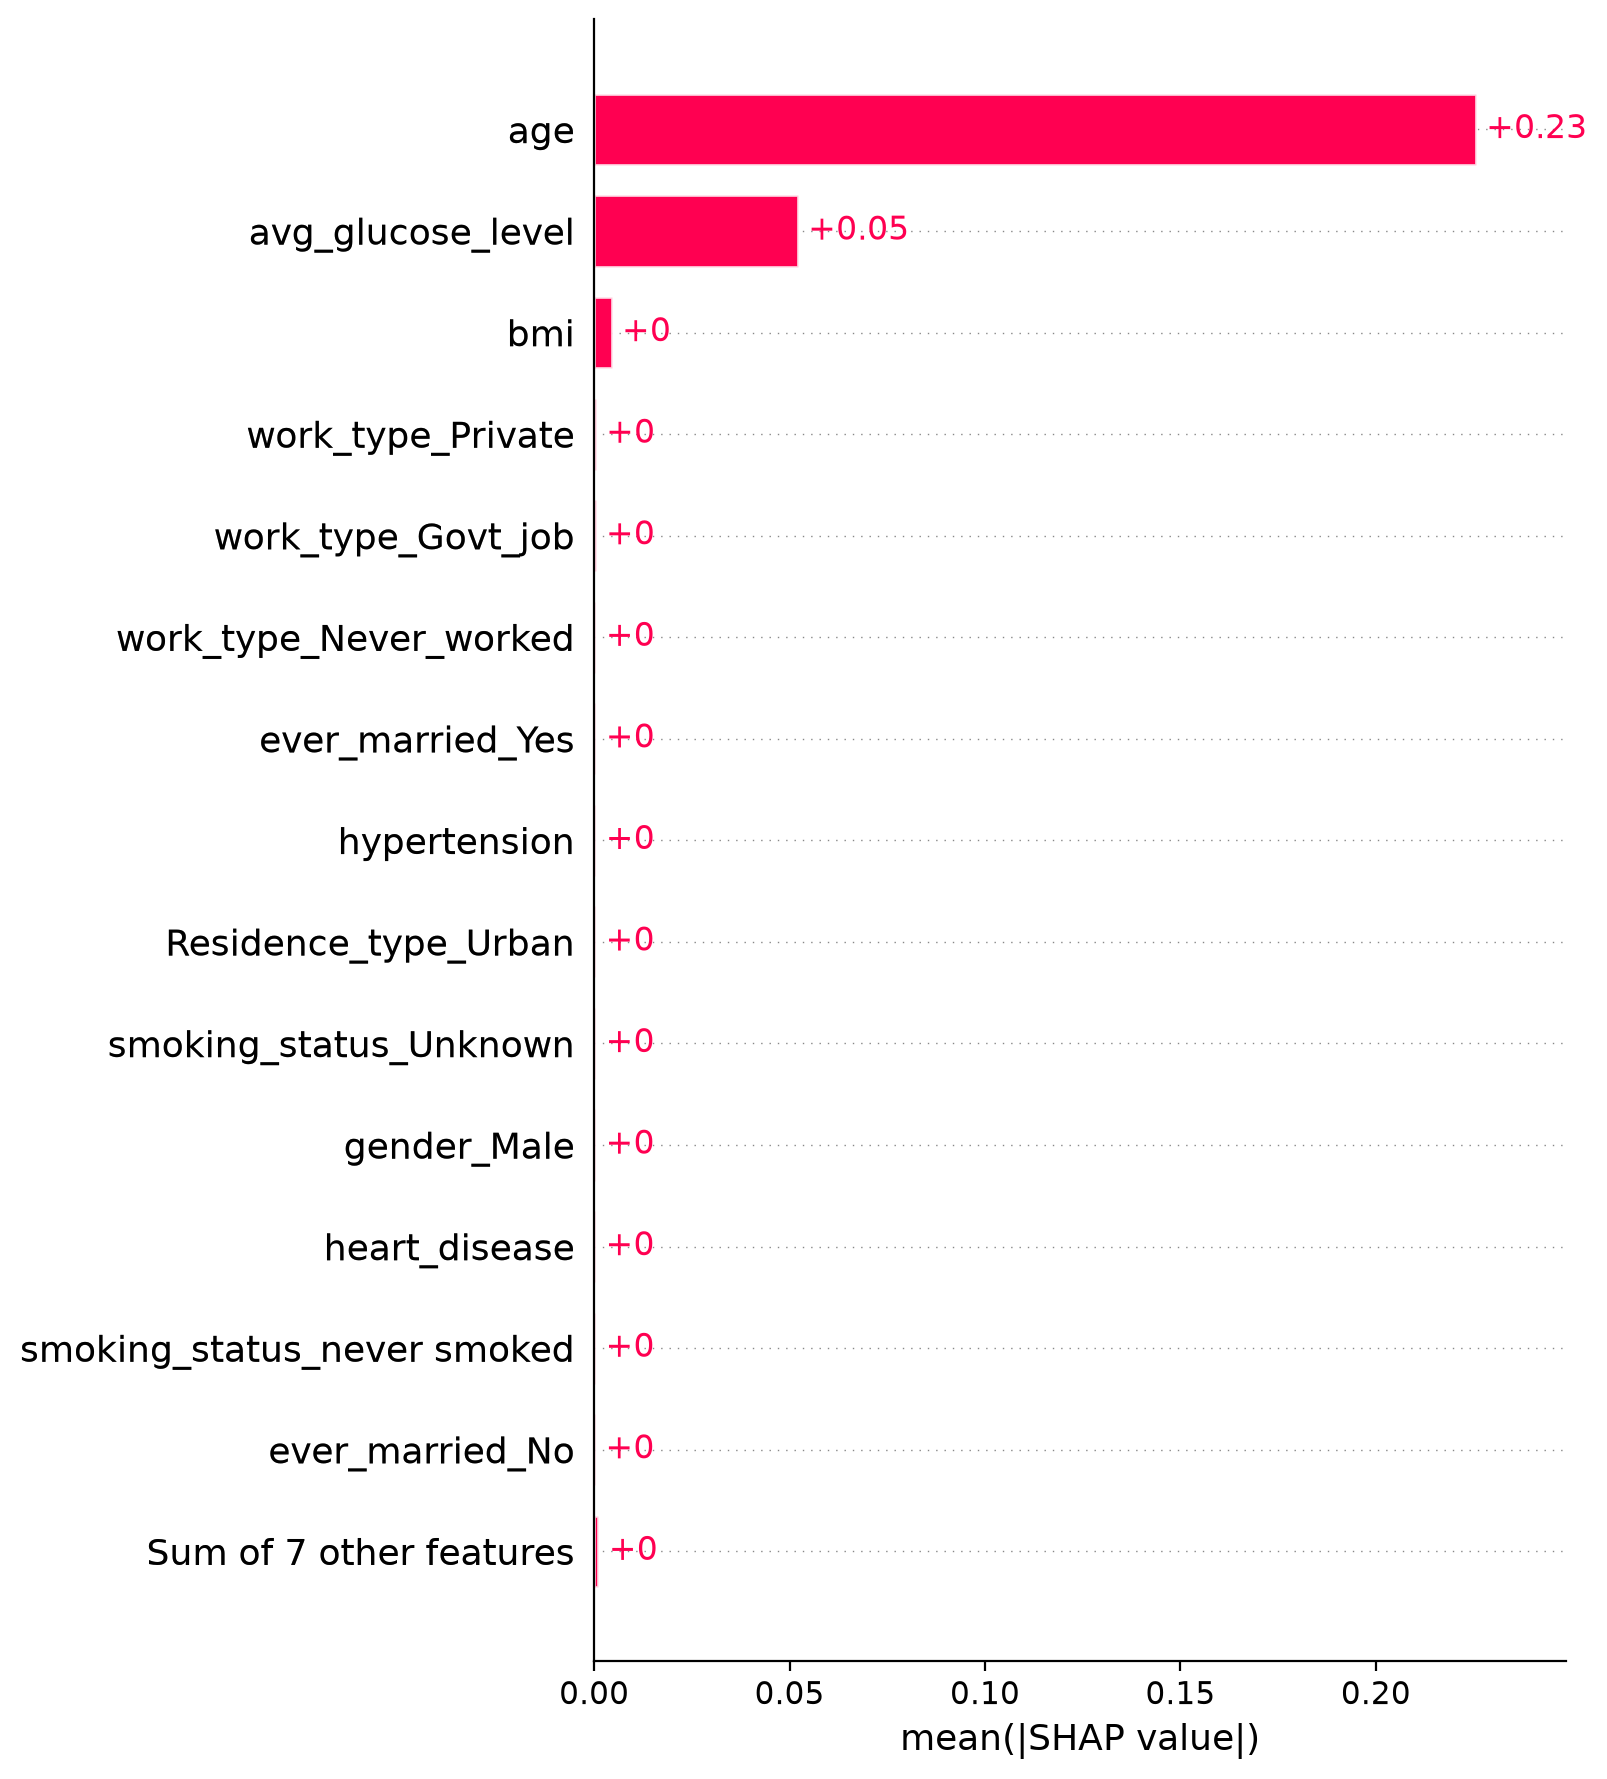 age +0.23
avg_glucose_level +0.05
bmi +0
work_type_Private +0
work_type_Govt_job +0
work_type_Never_worked +0
ever_married_Yes +0
hypertension +0
Residence_type_Urban +0
smoking_status_Unknown +0
gender_Male +0
heart_disease +0
smoking_status_never smoked +0
ever_married_No +0
Sum of 7 other features +0
0.00 0.05 0.10 0.15 0.20
mean(|SHAP value|)